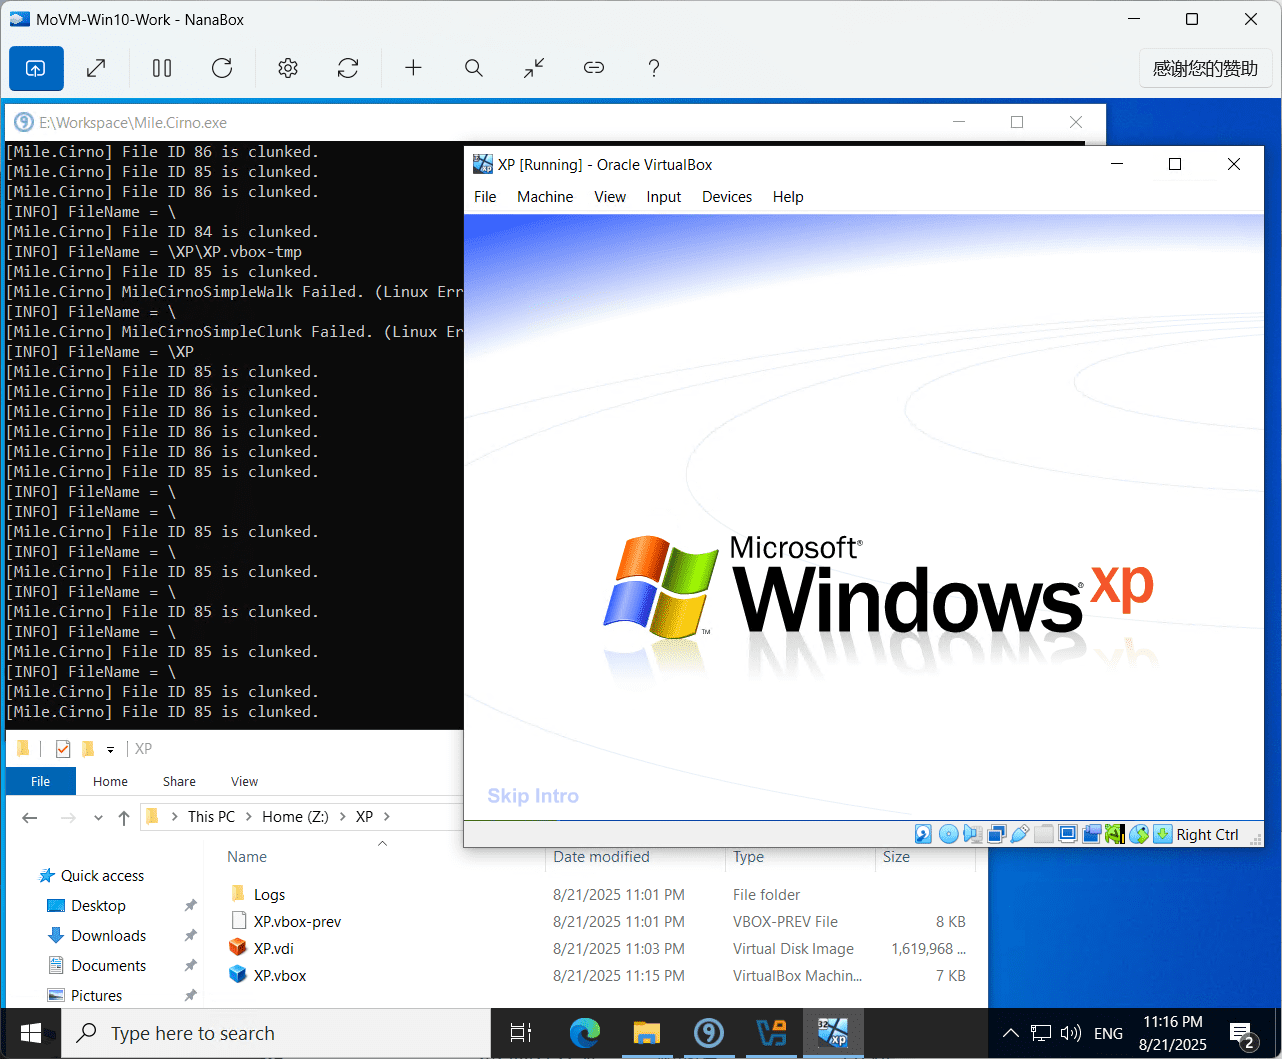 MoVM-Win10-Work - NanaBox
感谢您的赞助
E:\Workspace\Mile.Cirno.exe
[Mile.Cirno] File ID 86 is clunked.
[Mile.Cirno] File ID 85 is clunked.
[Mile.Cirno] File ID 86 is clunked.
[INFO] FileName = \
[Mile.Cirno] File ID 84 is clunked.
[INFO] FileName = \XP\XP.vbox-tmp
[Mile.Cirno] File ID 85 is clunked.
[Mile.Cirno] MileCirnoSimpleWalk Failed. (Linux Err
[INFO] FileName = \
[Mile.Cirno] MileCirnoSimpleClunk Failed. (Linux Er
[INFO] FileName = \XP
[Mile.Cirno] File ID 85 is clunked.
[Mile.Cirno] File ID 86 is clunked.
[Mile.Cirno] File ID 86 is clunked.
[Mile.Cirno] File ID 86 is clunked.
[Mile.Cirno] File ID 86 is clunked.
[Mile.Cirno] File ID 85 is clunked.
[INFO] FileName = \
[INFO] FileName = \
[Mile.Cirno] File ID 85 is clunked.
[INFO] FileName = \
[Mile.Cirno] File ID 85 is clunked.
[INFO] FileName = \
[Mile.Cirno] File ID 85 is clunked.
[INFO] FileName = \
[Mile.Cirno] File ID 85 is clunked.
[INFO] FileName = \
[Mile.Cirno] File ID 85 is clunked.
[Mile.Cirno] File ID 85 is clunked.
XP [Running] - Oracle VirtualBox
File Machine View Input Devices Help
Microsoft®
Windows® xp
TM
Skip Intro
Right Ctrl
XP
File Home Share View
This PC > Home (Z:) > XP >
Quick access
Desktop
Downloads
Documents
Pictures
Name Date modified Type Size
Logs 8/21/2025 11:01 PM File folder
XP.vbox-prev 8/21/2025 11:01 PM VBOX-PREV File 8 KB
XP.vdi 8/21/2025 11:03 PM Virtual Disk Image 1,619,968 ...
XP.vbox 8/21/2025 11:15 PM VirtualBox Machin... 7 KB
Type here to search
ENG
11:16 PM
8/21/2025
2